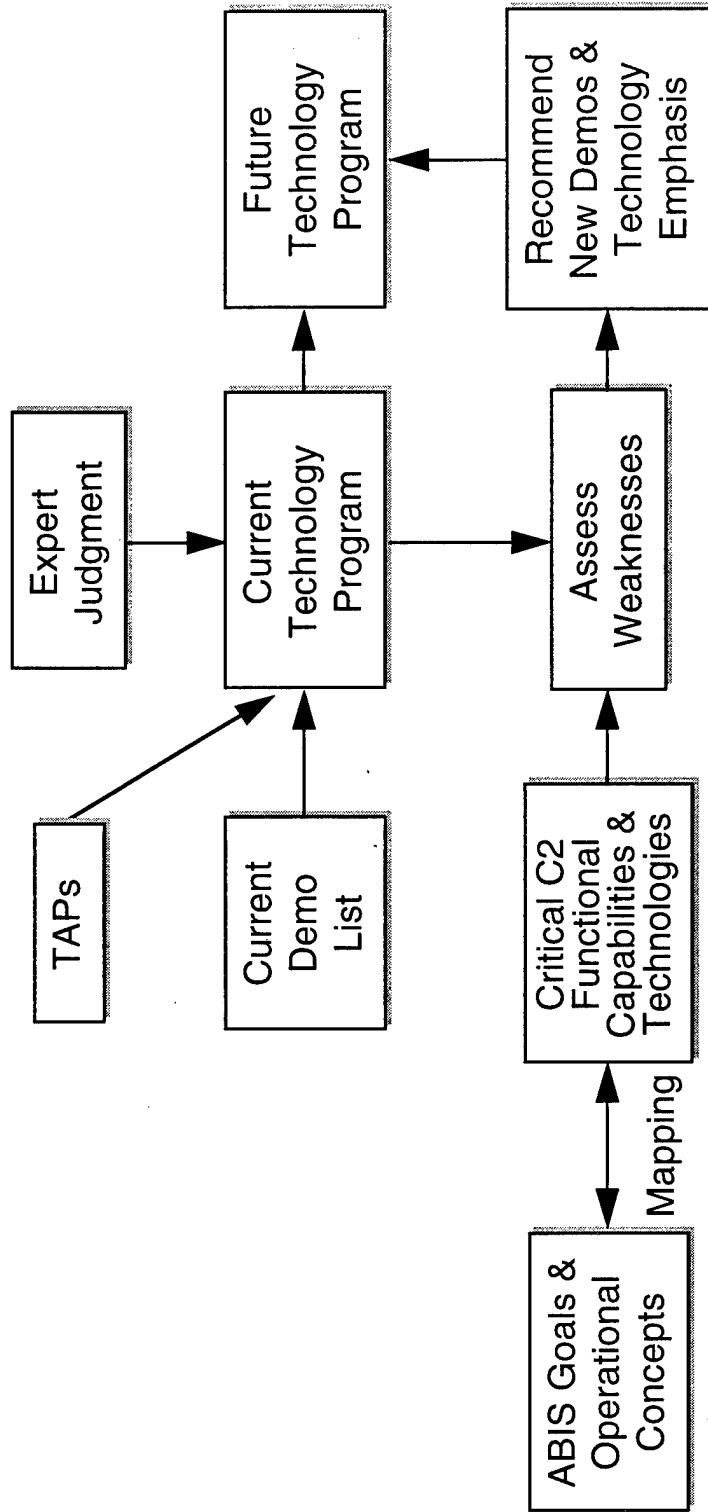 TAPs
Expert
Judgment
Current
Demo
List
Current
Technology
Program
Future
Technology
Program
ABIS Goals &
Operational
Concepts
Mapping
Critical C2
Functional
Capabilities &
Technologies
Assess
Weaknesses
Recommend
New Demos &
Technology
Emphasis